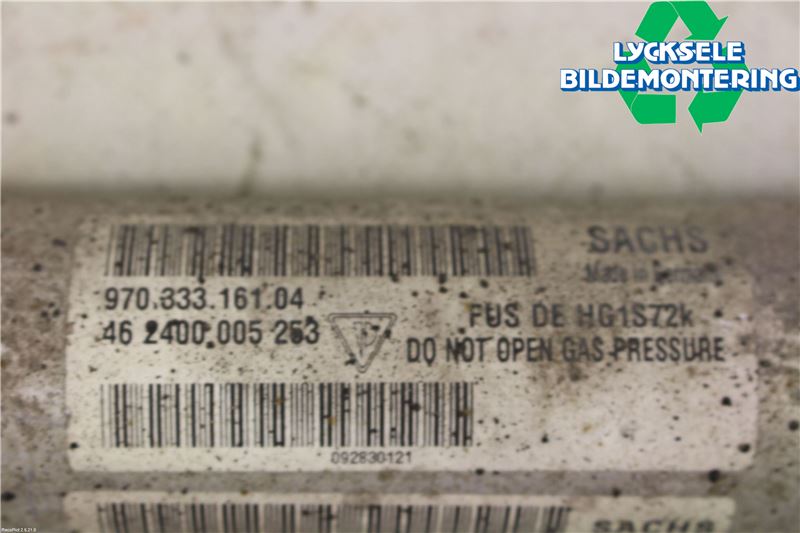 LYCKSELE
BILDEMONTERING
SACHS
Made in Germany
970.333.161.04
46 2400 005 253
FUS DE HG1S72k
DO NOT OPEN GAS PRESSURE
092830121
SACHS